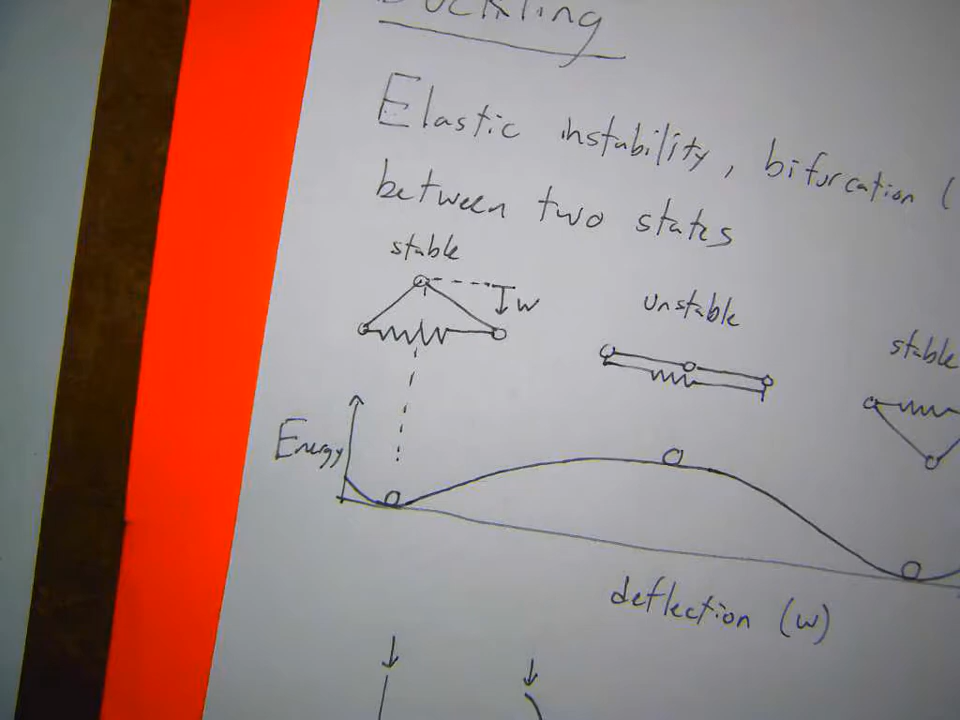 Buckling
Elastic instability, bifurcation (
between two states
stable
w
unstable
stable
Energy
deflection (w)